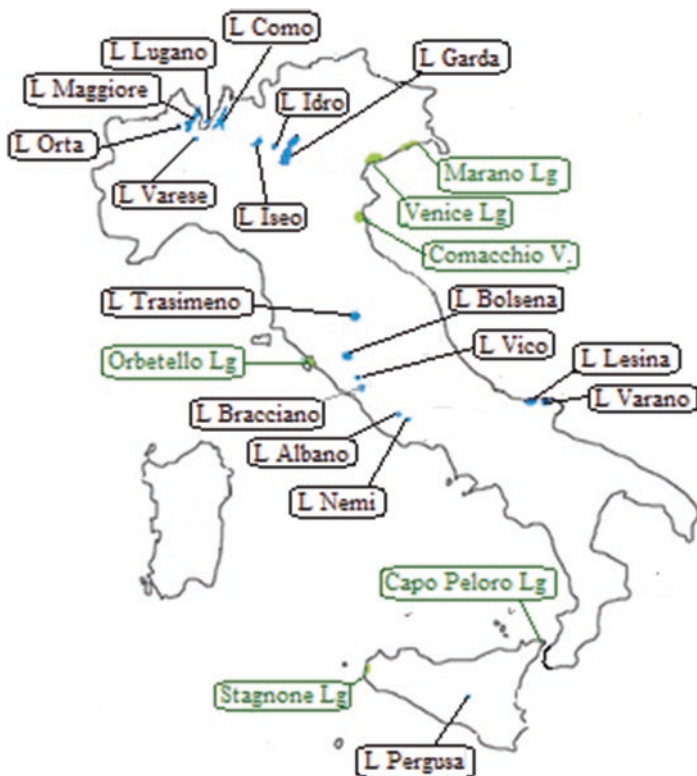 L Como
L Lugano
L Garda
L Maggiore
L Idro
L Orta
L Varese
L Iseo
Marano Lg
Venice Lg
Comacchio V.
L Trasimeno
L Bolsena
L Vico
Orbetello Lg
L Lesina
L Bracciano
L Varano
L Albano
L Nemi
Capo Peloro Lg
Stagnone Lg
L Pergusa